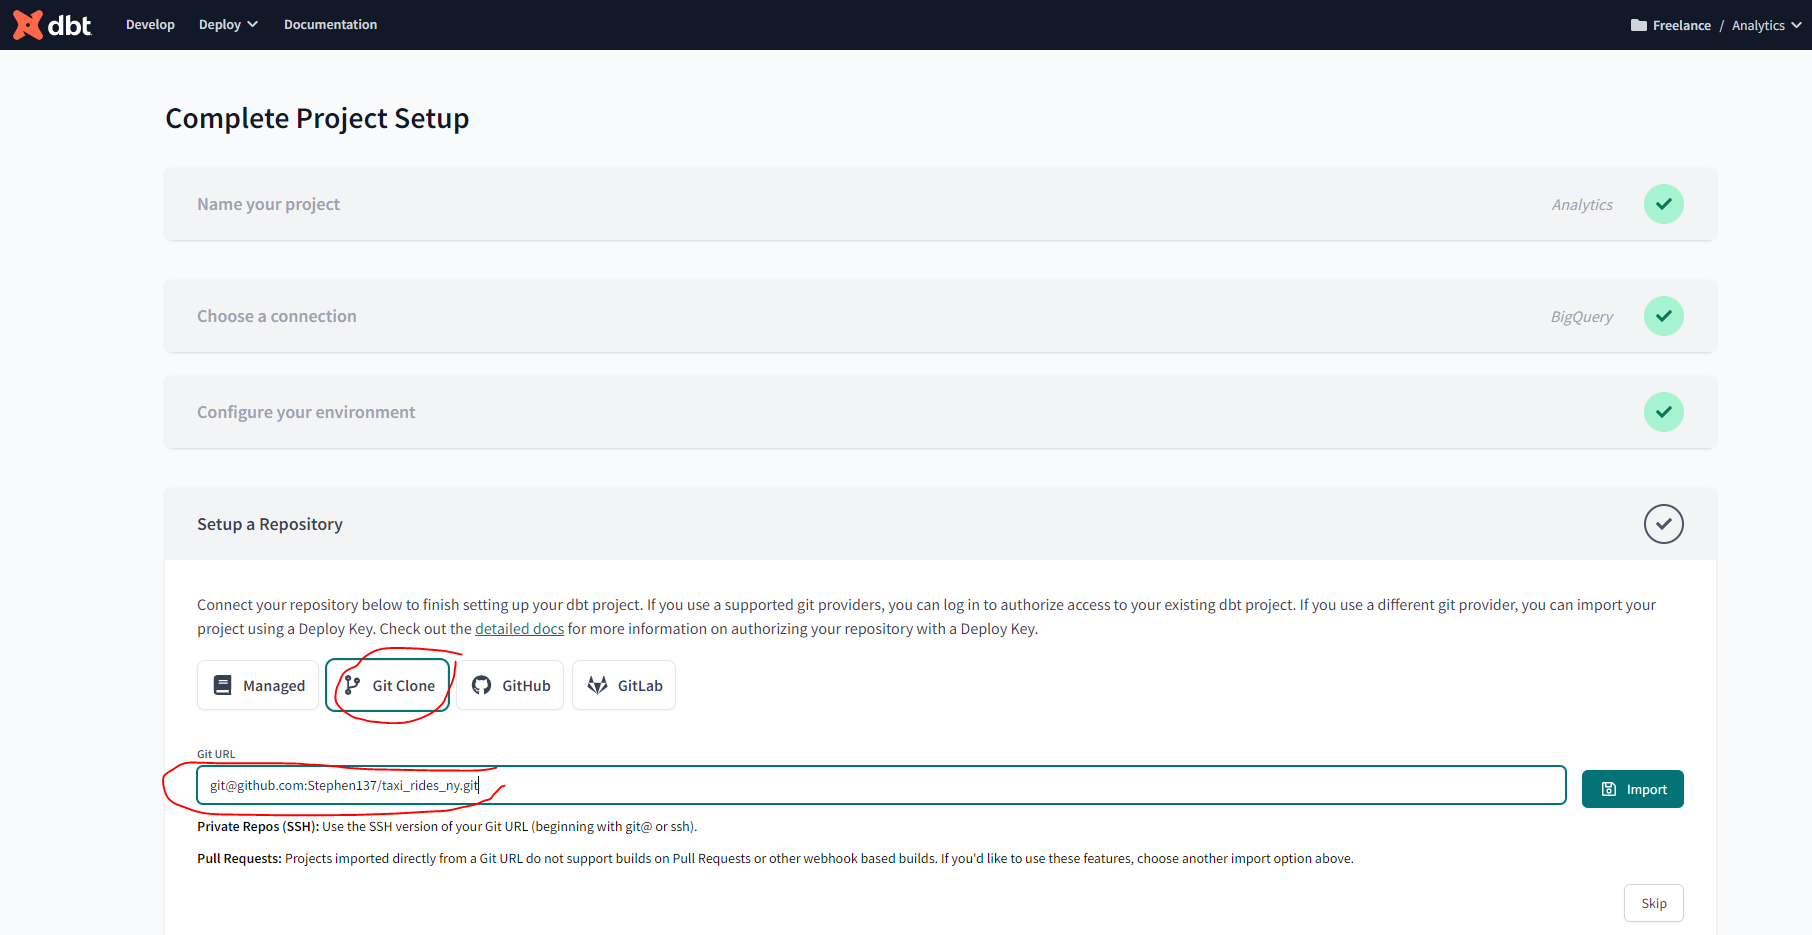 dbt Develop Deploy Documentation Freelance / Analytics
Complete Project Setup
Name your project Analytics
Choose a connection BigQuery
Configure your environment
Setup a Repository
Connect your repository below to finish setting up your dbt project. If you use a supported git providers, you can log in to authorize access to your existing dbt project. If you use a different git provider, you can import your
project using a Deploy Key. Check out the detailed docs for more information on authorizing your repository with a Deploy Key.
Managed Git Clone GitHub GitLab
Git URL
git@github.com:Stephen137/taxi_rides_ny.git Import
Private Repos (SSH): Use the SSH version of your Git URL (beginning with git@ or ssh).
Pull Requests: Projects imported directly from a Git URL do not support builds on Pull Requests or other webhook based builds. If you'd like to use these features, choose another import option above.
Skip